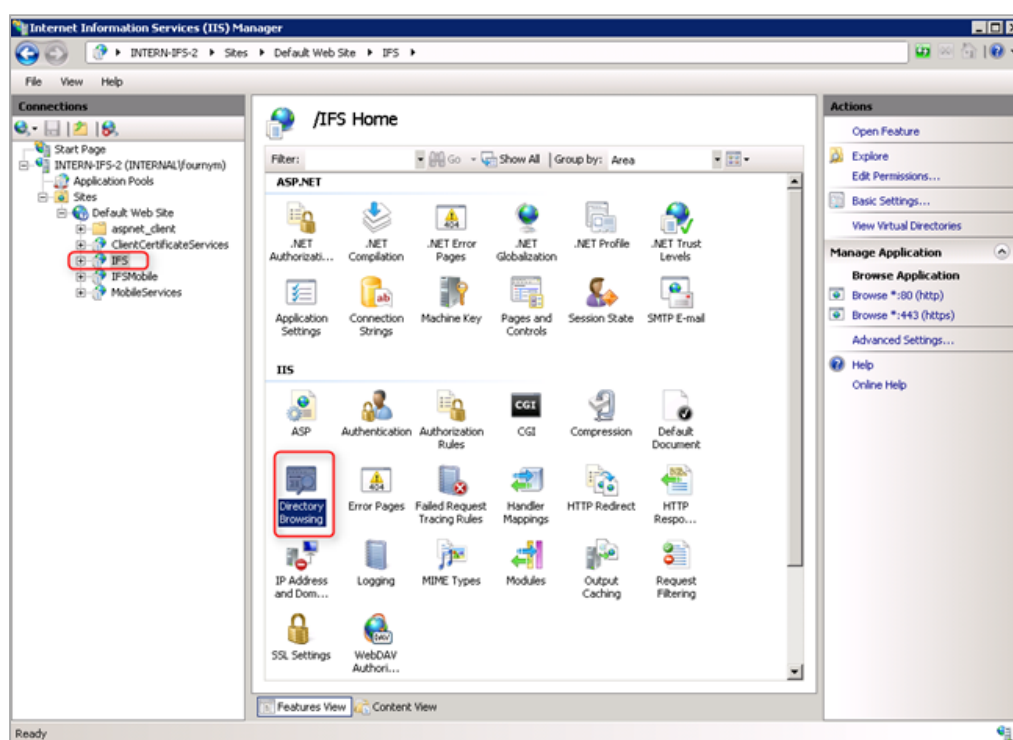 Internet Information Services (IIS) Manager
INTERN-IFS-2 Sites Default Web Site IFS
File View Help
Connections
Start Page
INTERN-IFS-2 (INTERNAL\fournym)
Application Pools
Sites
Default Web Site
aspnet_client
ClientCertificateServices
IFS
IFSMobile
MobileServices
/IFS Home
Filter: Go Show All Group by: Area
ASP.NET
.NET Authorizati... .NET Compilation .NET Error Pages .NET Globalization .NET Profile .NET Trust Levels
Application Settings Connection Strings Machine Key Pages and Controls Session State SMTP E-mail
IIS
ASP Authentication Authorization Rules CGI Compression Default Document
Directory Browsing Error Pages Failed Request Tracing Rules Handler Mappings HTTP Redirect HTTP Respo...
IP Address and Dom... Logging MIME Types Modules Output Caching Request Filtering
SSL Settings WebDAV Authori...
Features View Content View
Actions
Open Feature
Explore
Edit Permissions...
Basic Settings...
View Virtual Directories
Manage Application
Browse Application
Browse *:80 (http)
Browse *:443 (https)
Advanced Settings...
Help
Online Help
Ready